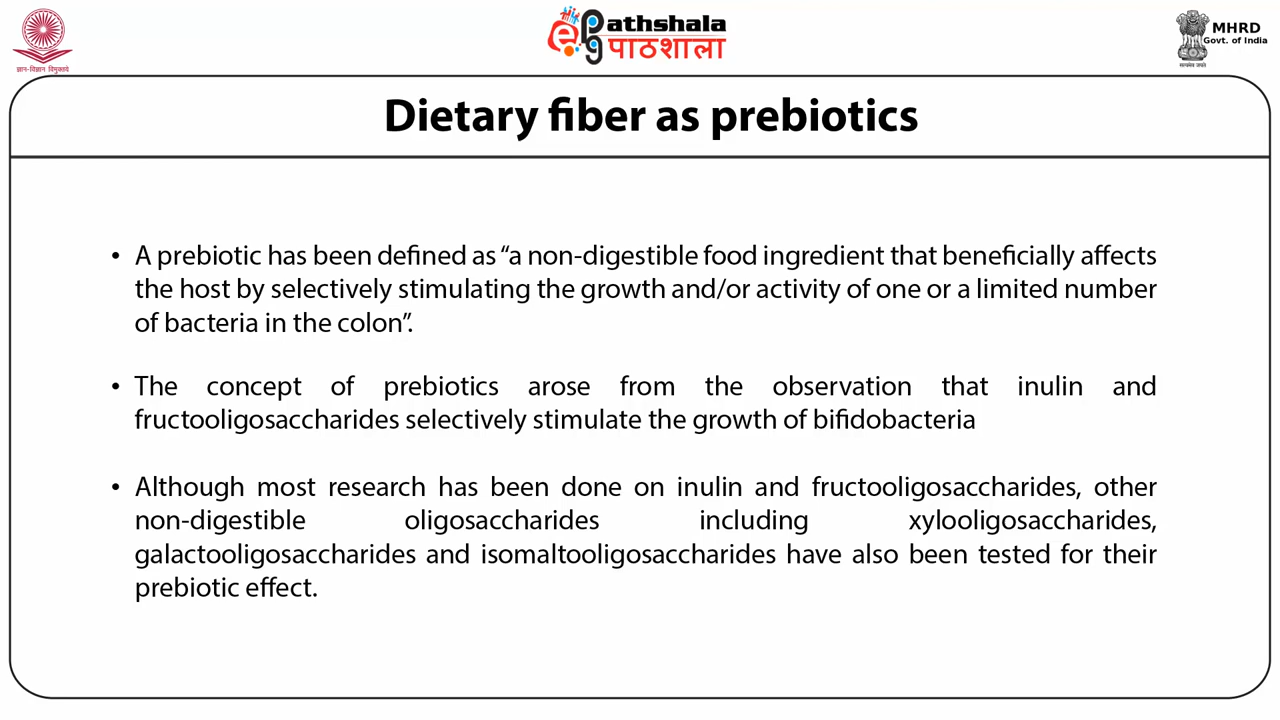 ज्ञान-विज्ञान विमुक्तये
epg athshala
पाठशाला
MHRD
Govt. of India
सत्यमेव जयते
Dietary fiber as prebiotics
• A prebiotic has been defined as “a non-digestible food ingredient that beneficially affects
the host by selectively stimulating the growth and/or activity of one or a limited number
of bacteria in the colon”.
• The concept of prebiotics arose from the observation that inulin and
fructooligosaccharides selectively stimulate the growth of bifidobacteria
• Although most research has been done on inulin and fructooligosaccharides, other
non-digestible oligosaccharides including xylooligosaccharides,
galactooligosaccharides and isomaltooligosaccharides have also been tested for their
prebiotic effect.